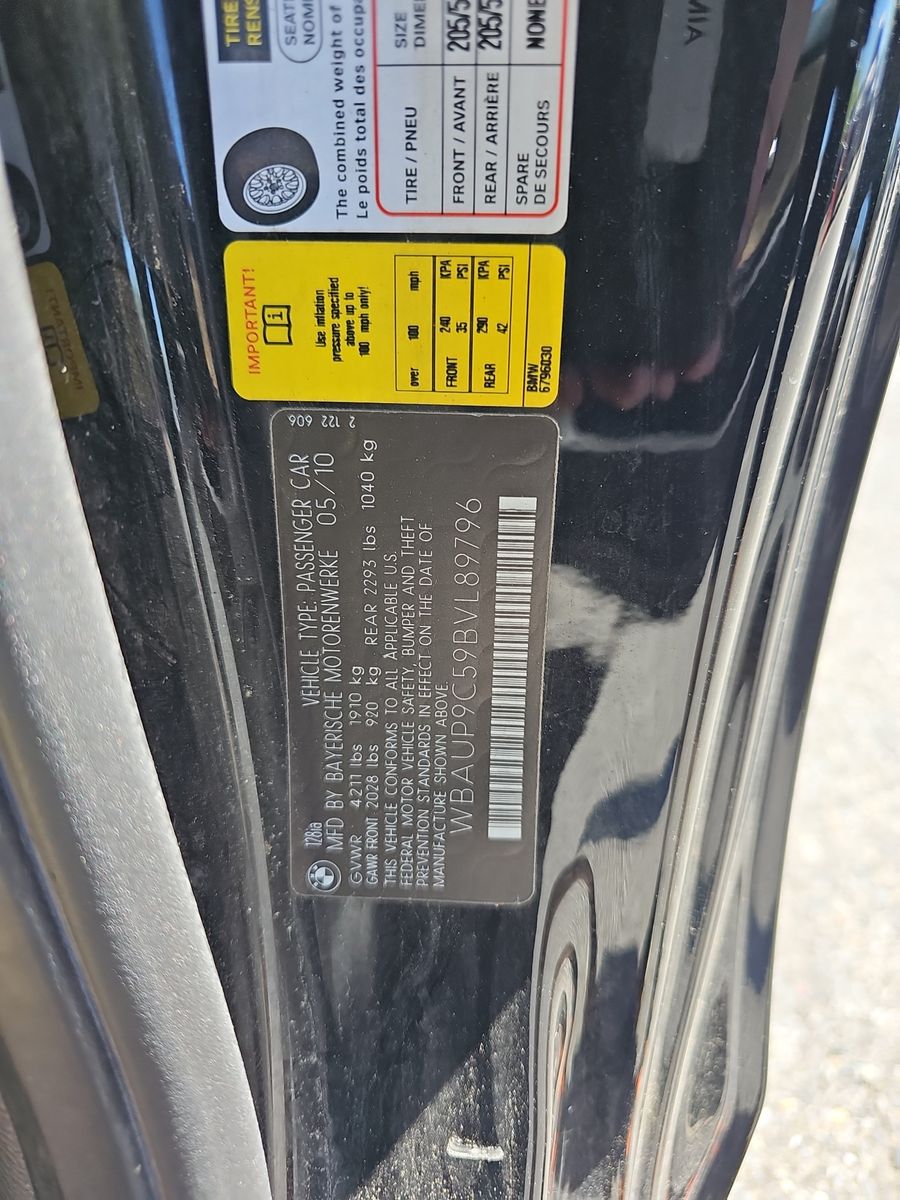 128ia
VEHICLE TYPE: PASSENGER CAR
MFD BY BAYERISCHE MOTORENWERKE 05/10
GVWR 4211 lbs 1910 kg
GAWR FRONT 2028 lbs 920 kg REAR 2293 lbs 1040 kg
THIS VEHICLE CONFORMS TO ALL APPLICABLE U.S.
FEDERAL MOTOR VEHICLE SAFETY, BUMPER AND THEFT
PREVENTION STANDARDS IN EFFECT ON THE DATE OF
MANUFACTURE SHOWN ABOVE.
WBAUP9C59BVL89796
2 122 606
IMPORTANT!
Use inflation
pressure specified
above up to
100 mph only!
over 100 mph
FRONT 240 KPA
35 PSI
REAR 290 KPA
42 PSI
BMW
6796030
TIRE
RENS
SEATI
NOM
The combined weight of
Le poids total des occupa
TIRE / PNEU SIZE
DIME
FRONT / AVANT 205/5
REAR / ARRIÈRE 205/5
SPARE
DE SECOURS NONE
MIA